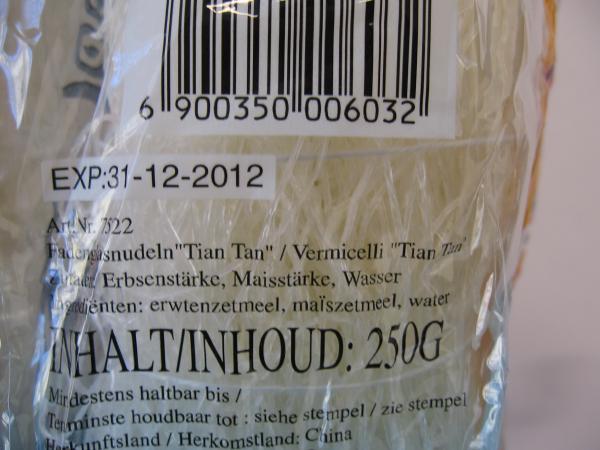 6 900350 006032
EXP:31-12-2012
Art.Nr. 7322
Fadenglasnudeln"Tian Tan" / Vermicelli "Tian Tan"
Erbsenstärke, Maisstärke, Wasser
Ingrediënten: erwtenzetmeel, maïszetmeel, water
INHALT/INHOUD: 250G
Mindestens haltbar bis /
Tenminste houdbaar tot : siehe stempel / zie stempel
Herkunftsland / Herkomstland: China